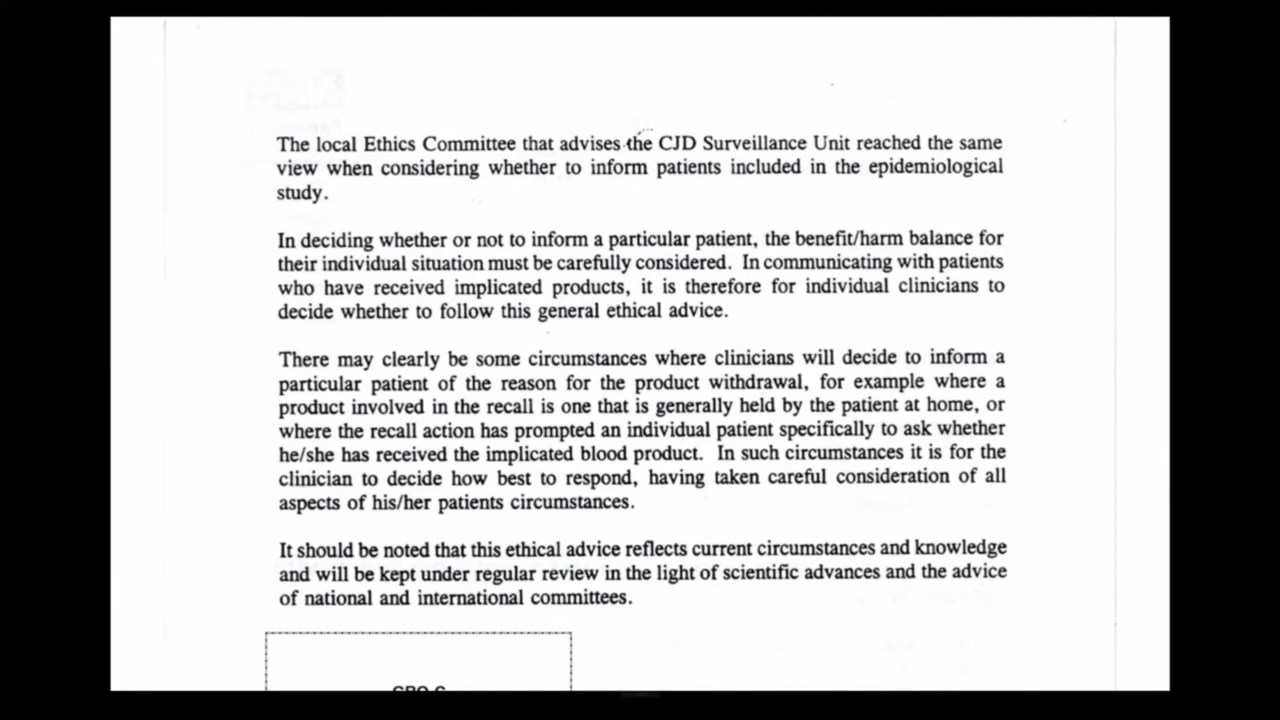 The local Ethics Committee that advises the CJD Surveillance Unit reached the same
view when considering whether to inform patients included in the epidemiological
study.
In deciding whether or not to inform a particular patient, the benefit/harm balance for
their individual situation must be carefully considered. In communicating with patients
who have received implicated products, it is therefore for individual clinicians to
decide whether to follow this general ethical advice.
There may clearly be some circumstances where clinicians will decide to inform a
particular patient of the reason for the product withdrawal, for example where a
product involved in the recall is one that is generally held by the patient at home, or
where the recall action has prompted an individual patient specifically to ask whether
he/she has received the implicated blood product. In such circumstances it is for the
clinician to decide how best to respond, having taken careful consideration of all
aspects of his/her patients circumstances.
It should be noted that this ethical advice reflects current circumstances and knowledge
and will be kept under regular review in the light of scientific advances and the advice
of national and international committees.